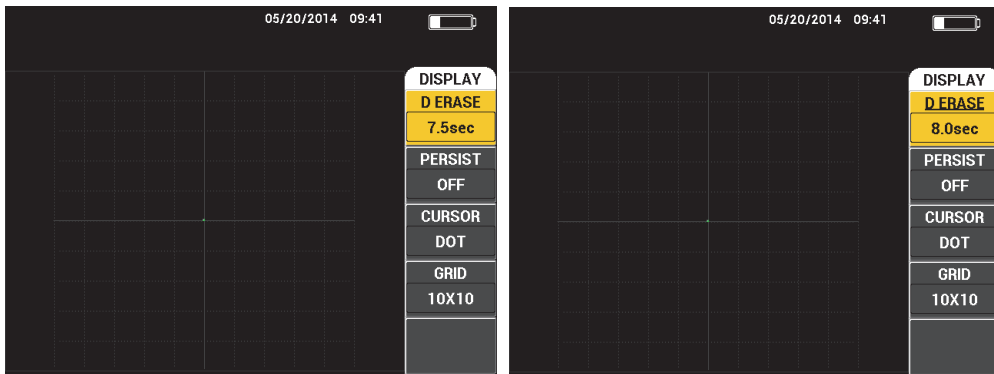 05/20/2014 09:41
DISPLAY
D ERASE
7.5sec
PERSIST
OFF
CURSOR
DOT
GRID
10X10
05/20/2014 09:41
DISPLAY
D ERASE
8.0sec
PERSIST
OFF
CURSOR
DOT
GRID
10X10